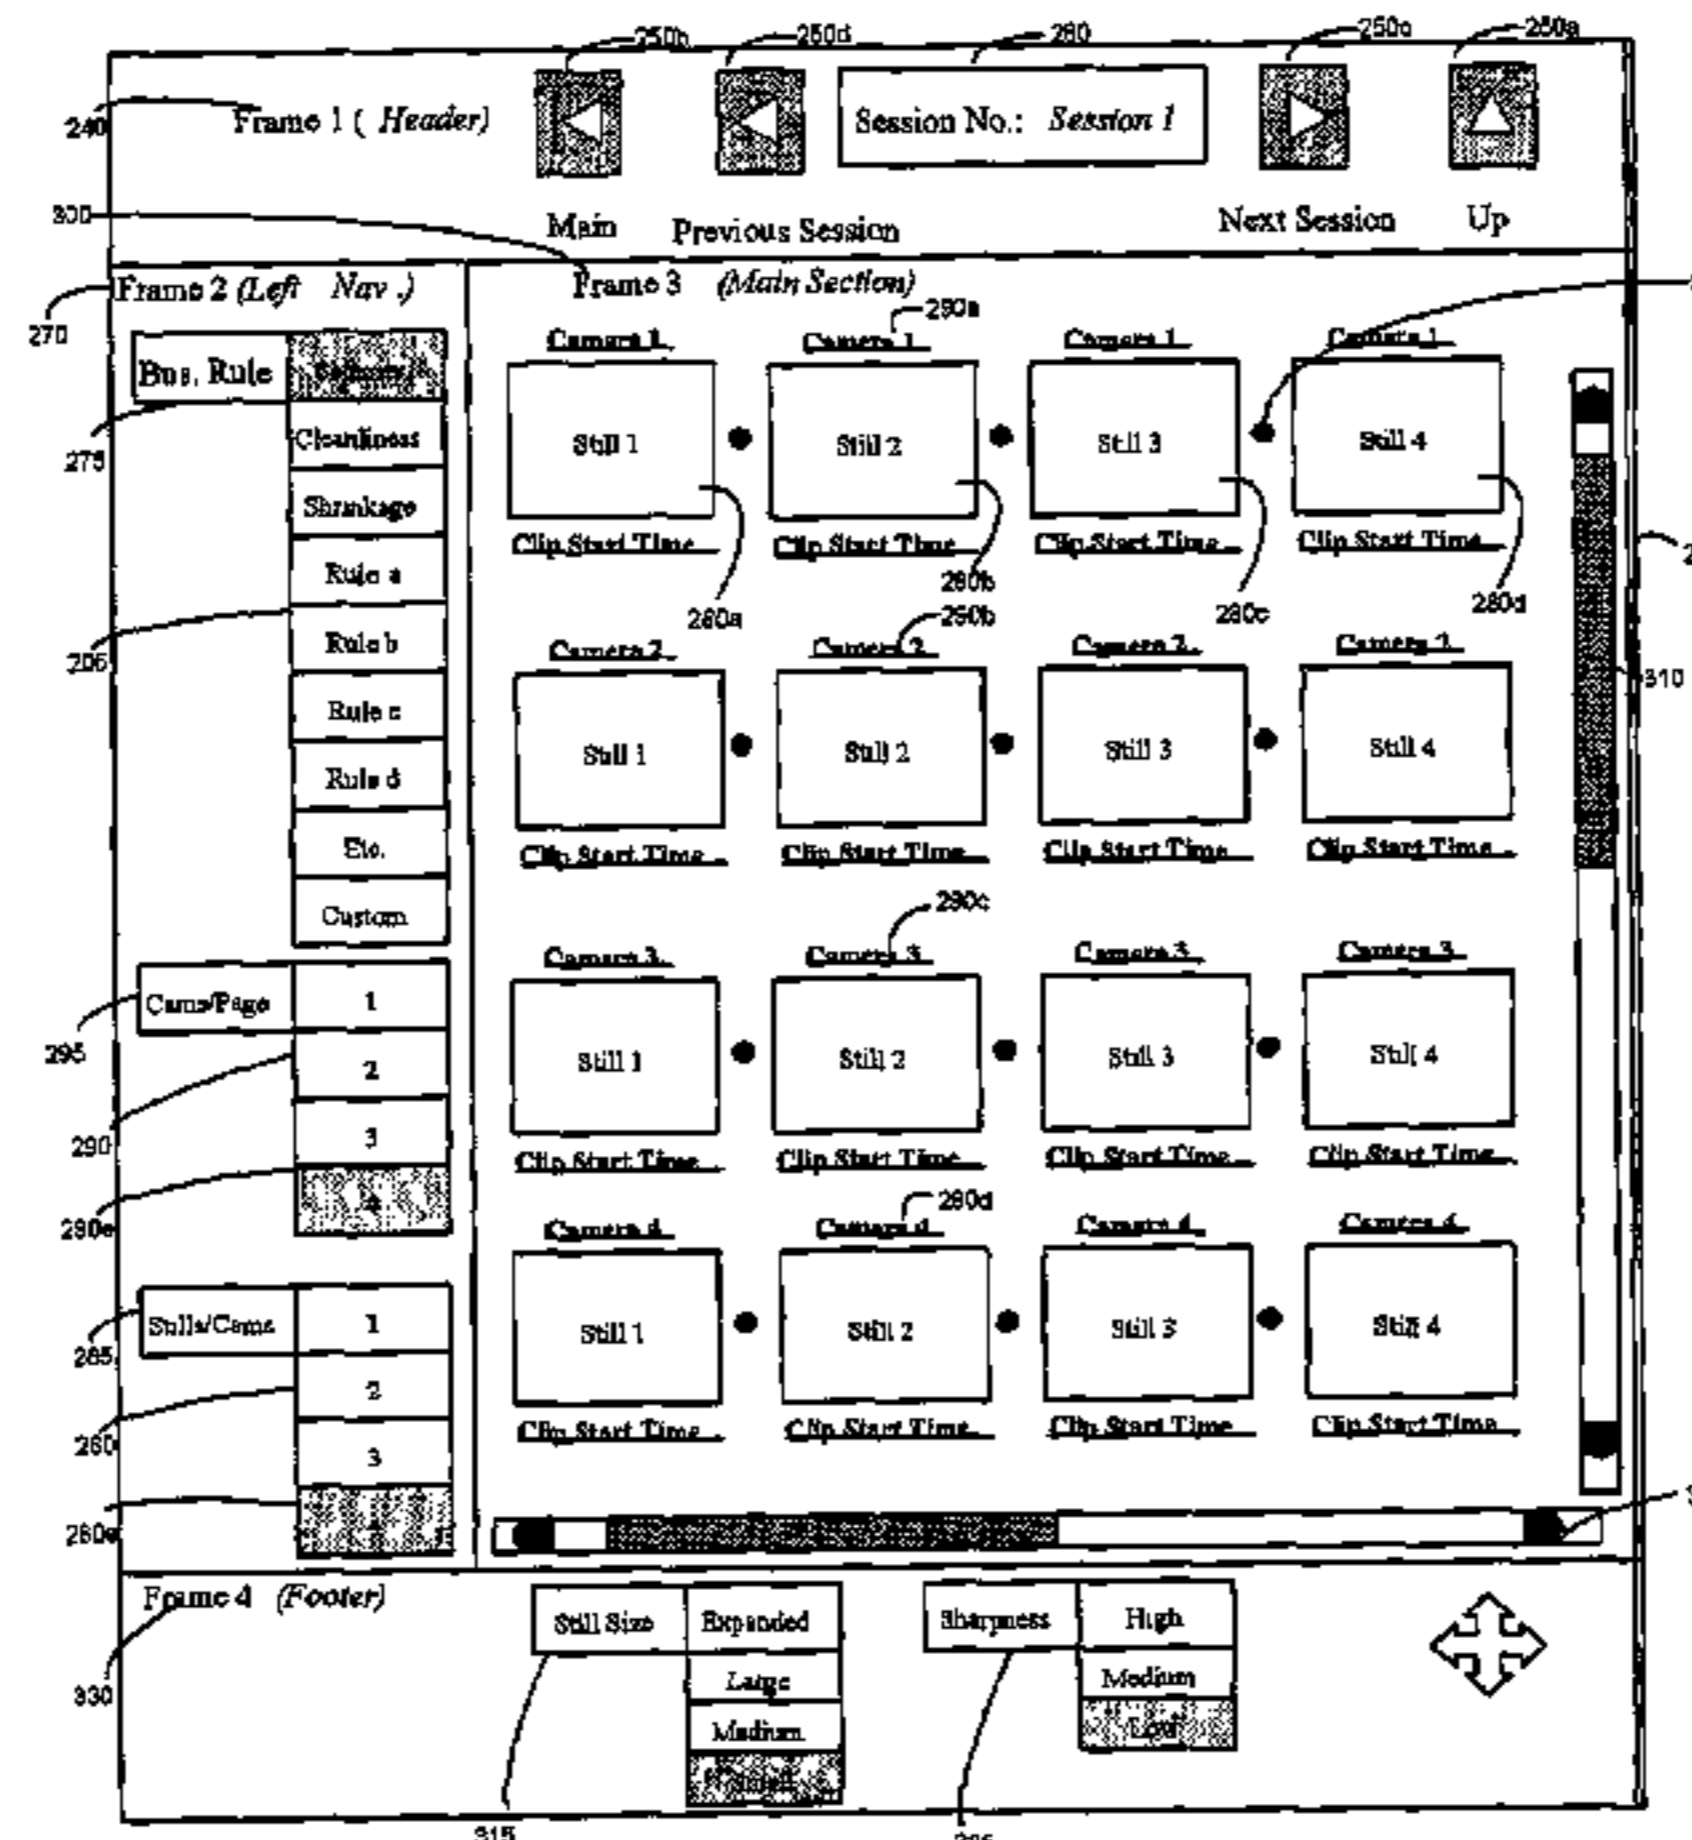 250b 250d 280 250c 250a
240 Frame 1 ( Header) Session No.: Session 1
300 Main Previous Session Next Session Up
Frame 2 (Left Nav .) Frame 3 (Main Section)
270
290a
Camera 1 Camera 1 Camera 1 Camera 1
Bus. Rule
Cleanliness Still 1 Still 2 Still 3 Still 4
275
Shrinkage
Clip Start Time Clip Start Time Clip Start Time Clip Start Time
Rule a
280a 280b 280c 280d
290b
205 Rule b
Camera 2 Camera 2 Camera 2 Camera 2
310
Rule c
Still 1 Still 2 Still 3 Still 4
Rule d
Etc.
Clip Start Time Clip Start Time Clip Start Time Clip Start Time
Custom
290c
Camera 3 Camera 3 Camera 3 Camera 3
Cams/Page 1
295
2 Still 1 Still 2 Still 3 Still 4
290 3
Clip Start Time Clip Start Time Clip Start Time Clip Start Time
290e 4
290d
Camera 4 Camera 4 Camera 4 Camera 4
Stills/Cams 1 Still 1 Still 2 Still 3 Still 4
285
2
Clip Start Time Clip Start Time Clip Start Time Clip Start Time
280 3
280e
Frame 4 (Footer)
Still Size Expanded Sharpness High
Large Medium
330
Medium Low
Small
315